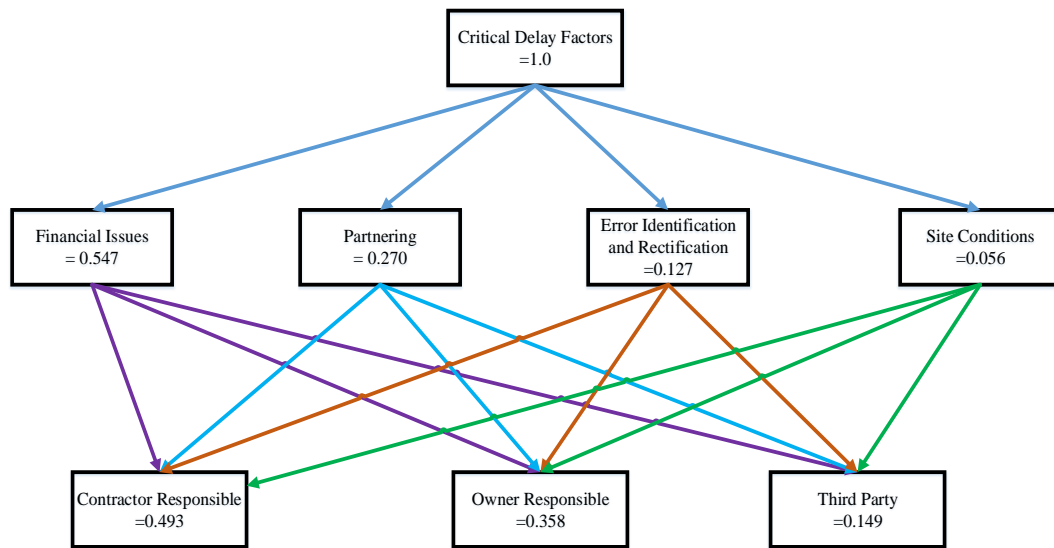 Critical Delay Factors
=1.0
Financial Issues
= 0.547
Partnering
= 0.270
Error Identification
and Rectification
=0.127
Site Conditions
=0.056
Contractor Responsible
=0.493
Owner Responsible
=0.358
Third Party
=0.149